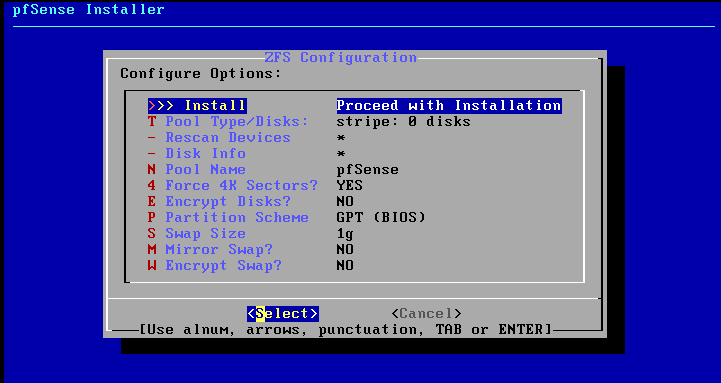 pfSense Installer
ZFS Configuration
Configure Options:
>>> Install Proceed with Installation
T Pool Type/Disks: stripe: 0 disks
- Rescan Devices *
- Disk Info *
N Pool Name pfSense
4 Force 4K Sectors? YES
E Encrypt Disks? NO
P Partition Scheme GPT (BIOS)
S Swap Size 1g
M Mirror Swap? NO
W Encrypt Swap? NO
<Select> <Cancel>
[Use alnum, arrows, punctuation, TAB or ENTER]